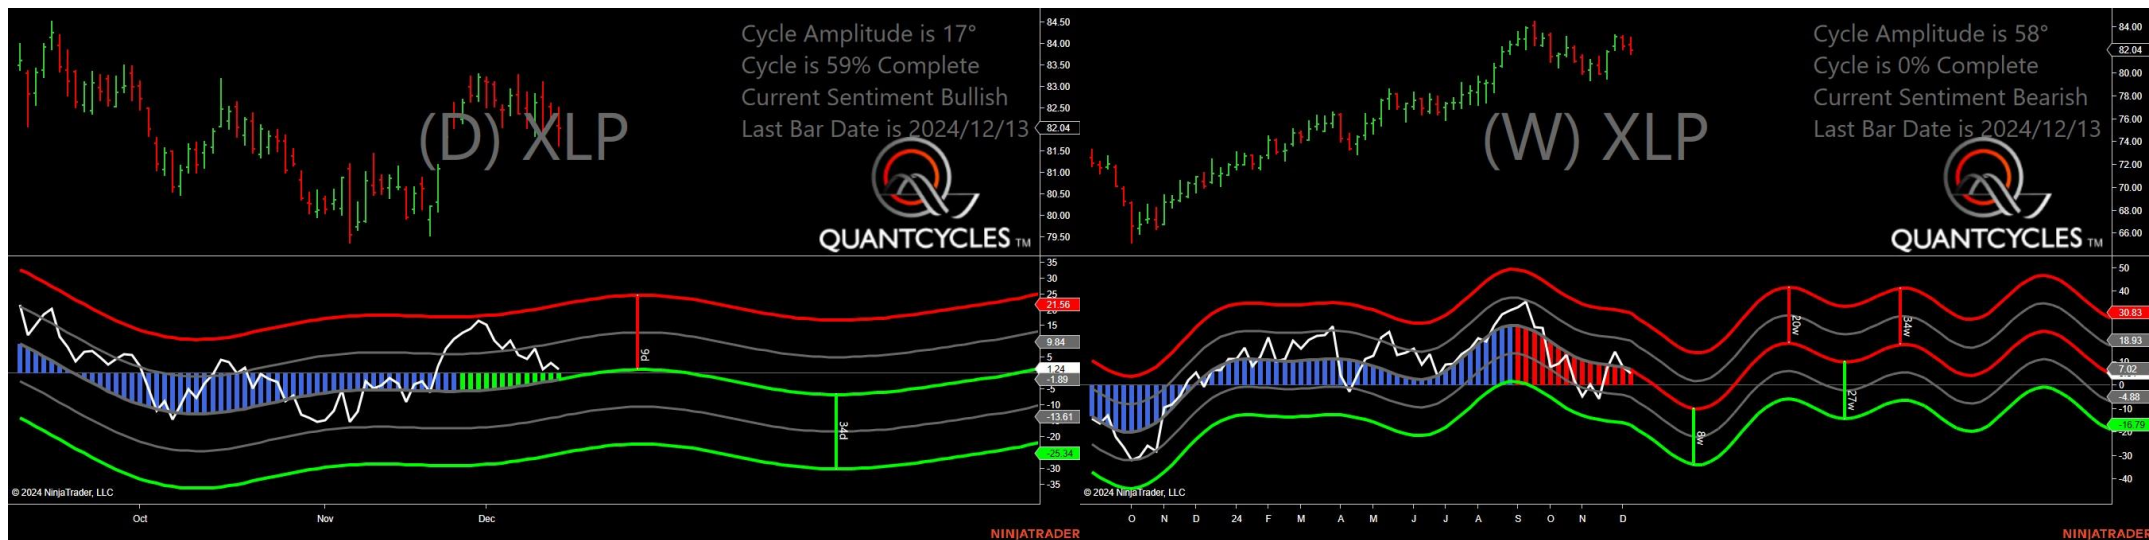 Cycle Amplitude is 17°
Cycle is 59% Complete
Current Sentiment Bullish
Last Bar Date is 2024/12/13
(D) XLP
QUANTCYCLES TM
84.50
84.00
83.50
83.00
82.50
82.04
81.50
81.00
80.50
80.00
79.50
35
30
25
21.56
15
9.84
5
1.24
-1.89
-5
-10
-13.61
-20
-25.34
-30
-35
9d
34d
© 2024 NinjaTrader, LLC
Oct
Nov
Dec
NINJATRADER
Cycle Amplitude is 58°
Cycle is 0% Complete
Current Sentiment Bearish
Last Bar Date is 2024/12/13
(W) XLP
QUANTCYCLES TM
84.00
82.04
80.00
78.00
76.00
74.00
72.00
70.00
68.00
66.00
50
40
30.83
18.93
10
7.02
0
-4.88
-10
-16.79
-30
-40
20w
34w
27w
8w
© 2024 NinjaTrader, LLC
O N D 24 F M A M J J A S O N D
NINJATRADER